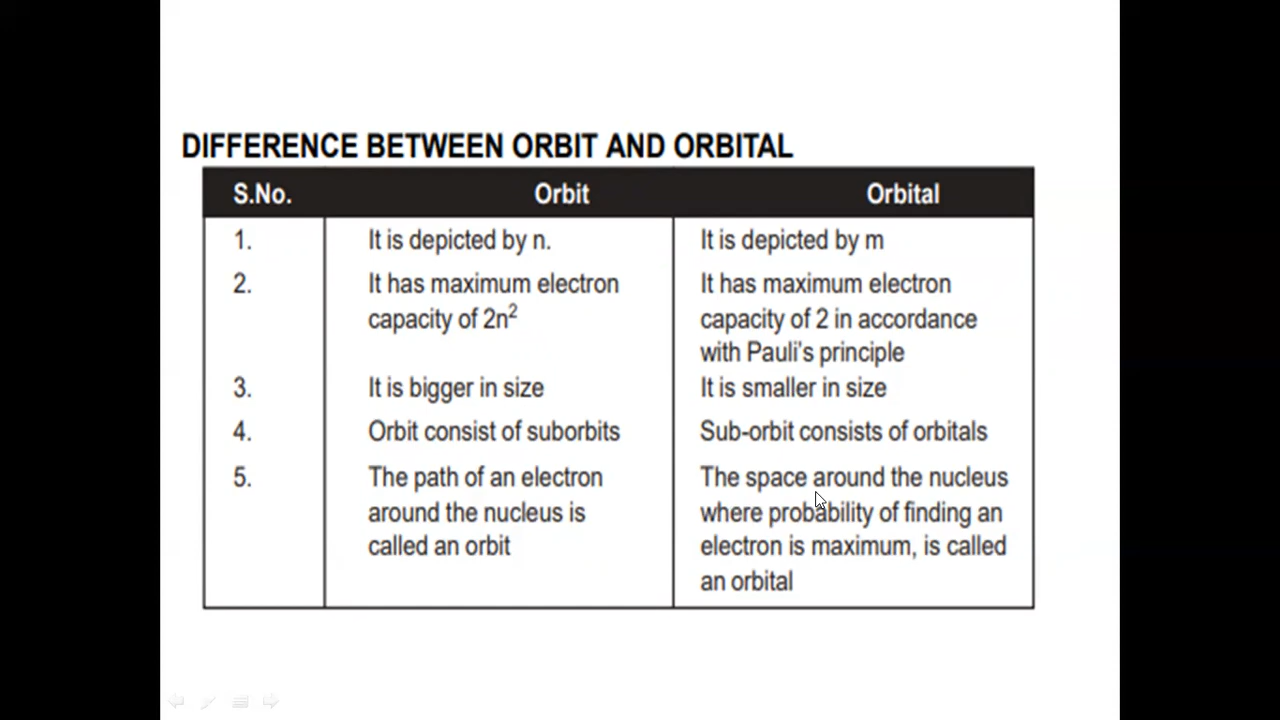 DIFFERENCE BETWEEN ORBIT AND ORBITAL
S.No. Orbit Orbital
1. It is depicted by n. It is depicted by m
2. It has maximum electron It has maximum electron
capacity of 2n² capacity of 2 in accordance
with Pauli's principle
3. It is bigger in size It is smaller in size
4. Orbit consist of suborbits Sub-orbit consists of orbitals
5. The path of an electron The space around the nucleus
around the nucleus is where probability of finding an
called an orbit electron is maximum, is called
an orbital